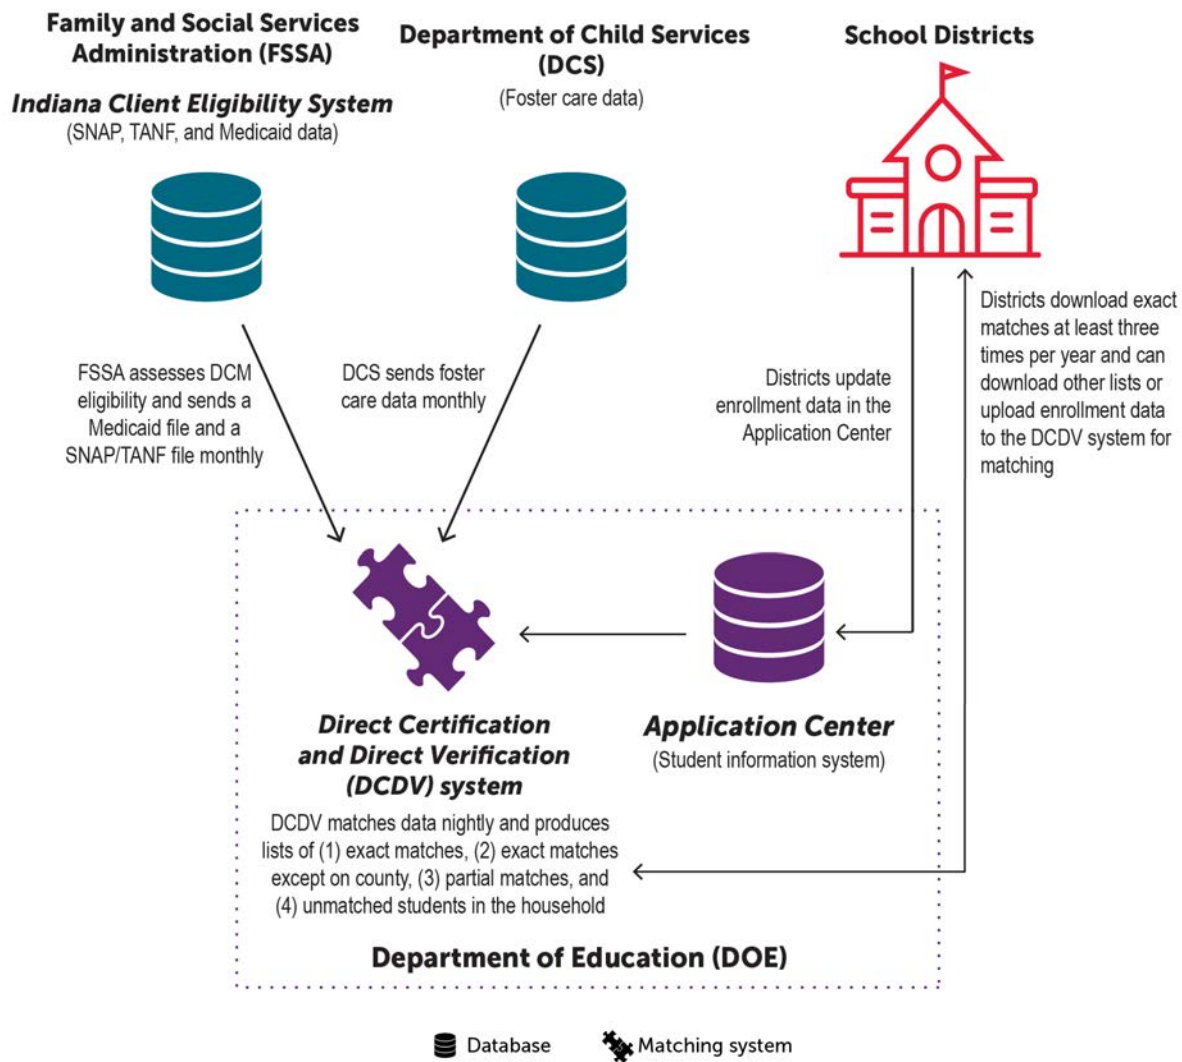 Family and Social Services
Administration (FSSA)
Indiana Client Eligibility System
(SNAP, TANF, and Medicaid data)
Department of Child Services
(DCS)
(Foster care data)
School Districts
FSSA assesses DCM
eligibility and sends a
Medicaid file and a
SNAP/TANF file monthly
DCS sends foster
care data monthly
Districts update
enrollment data in the
Application Center
Districts download exact
matches at least three
times per year and can
download other lists or
upload enrollment data
to the DCDV system for
matching
Direct Certification
and Direct Verification
(DCDV) system
DCDV matches data nightly and produces
lists of (1) exact matches, (2) exact matches
except on county, (3) partial matches, and
(4) unmatched students in the household
Application Center
(Student information system)
Department of Education (DOE)
Database
Matching system